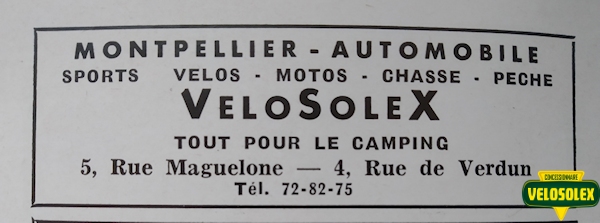 MONTPELLIER - AUTOMOBILE
SPORTS VELOS - MOTOS - CHASSE - PECHE
VELOSOLEX
TOUT POUR LE CAMPING
5, Rue Maguelone — 4, Rue de Verdun
Tél. 72-82-75
CONCESSIONNAIRE
VELOSOLEX